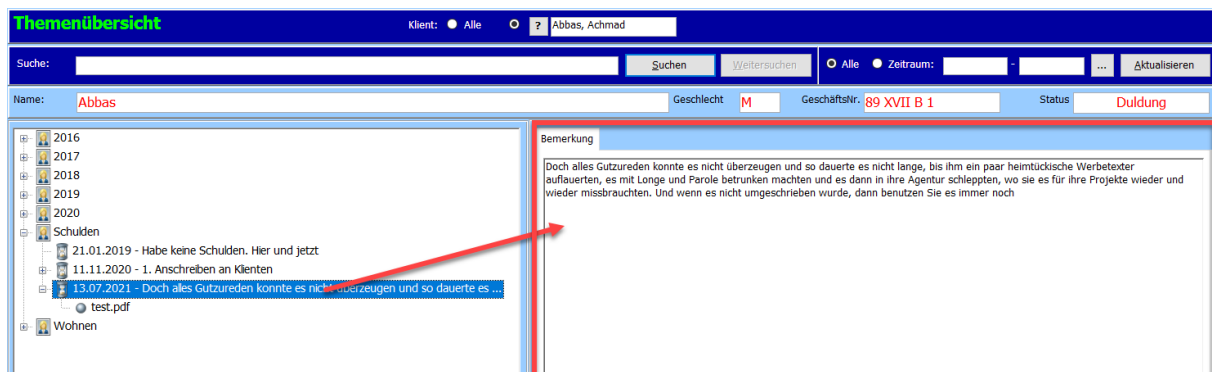 Themenübersicht Klient: Alle ? Abbas, Achmad
Suche: Suchen Weitersuchen Alle Zeitraum: - ... Aktualisieren
Name: Abbas Geschlecht M GeschäftsNr. 89 XVII B 1 Status Duldung
2016
2017
2018
2019
2020
Schulden
21.01.2019 - Habe keine Schulden. Hier und jetzt
11.11.2020 - 1. Anschreiben an Klienten
13.07.2021 - Doch alles Gutzureden konnte es nicht überzeugen und so dauerte es ...
test.pdf
Wohnen
Bemerkung
Doch alles Gutzureden konnte es nicht überzeugen und so dauerte es nicht lange, bis ihm ein paar heimtückische Werbetexter
auflauerten, es mit Longe und Parole betrunken machten und es dann in ihre Agentur schleppten, wo sie es für ihre Projekte wieder und
wieder missbrauchten. Und wenn es nicht umgeschrieben wurde, dann benutzen Sie es immer noch